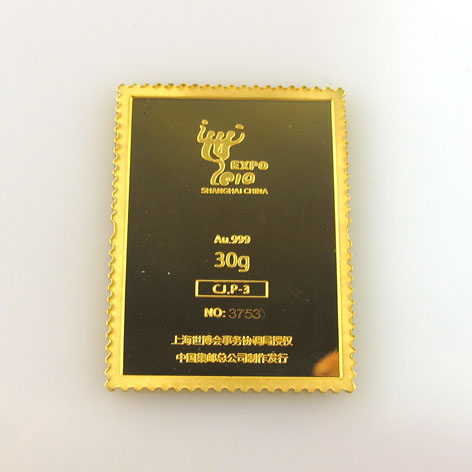 EXPO
2010
SHANGHAI CHINA
Au.999
30g
CJ.P-3
NO: 3753
上海世博会事务协调局授权
中国集邮总公司制作发行